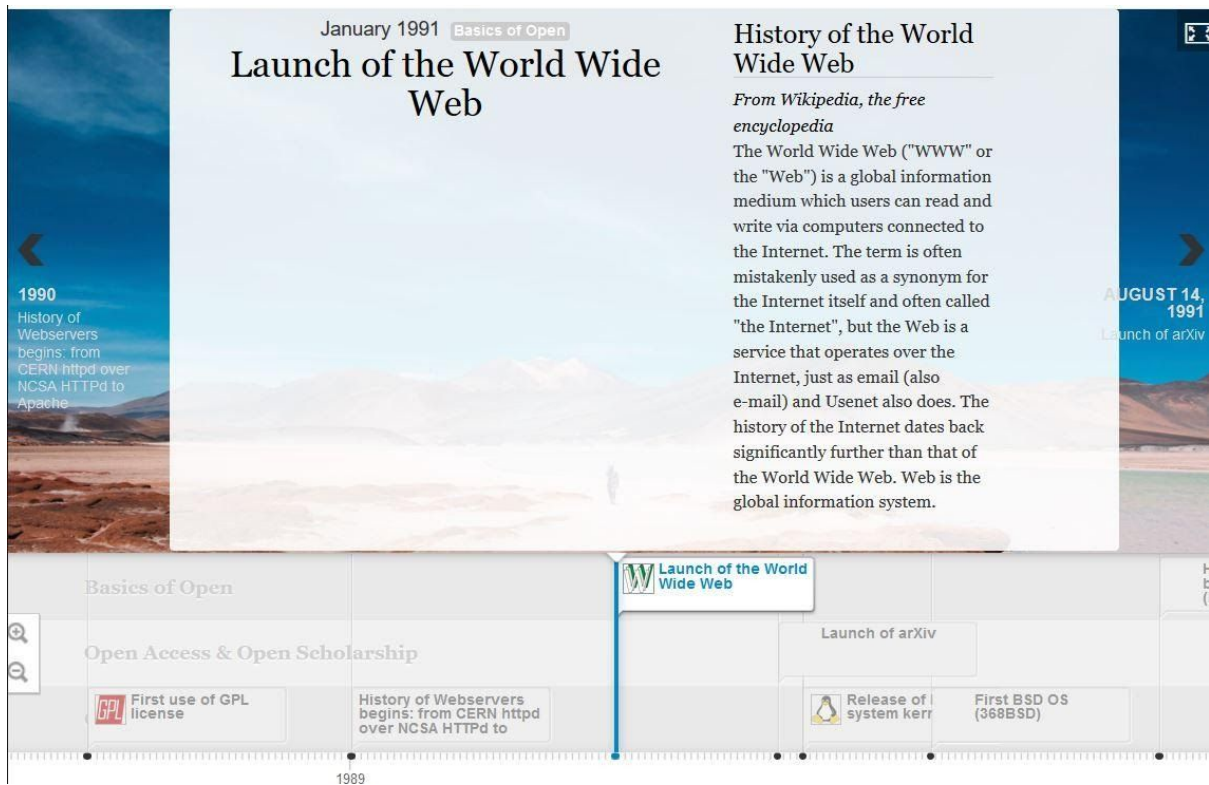 January 1991 Basics of Open
Launch of the World Wide
Web
History of the World
Wide Web
From Wikipedia, the free
encyclopedia
The World Wide Web ("WWW" or
the "Web") is a global information
medium which users can read and
write via computers connected to
the Internet. The term is often
mistakenly used as a synonym for
the Internet itself and often called
"the Internet", but the Web is a
service that operates over the
Internet, just as email (also
e-mail) and Usenet also does. The
history of the Internet dates back
significantly further than that of
the World Wide Web. Web is the
global information system.
1990
History of
Webservers
begins: from
CERN httpd over
NCSA HTTPd to
Apache
AUGUST 14,
1991
Launch of arXiv
Basics of Open
W Launch of the World
Wide Web
Open Access & Open Scholarship
Launch of arXiv
GPL First use of GPL
license
History of Webservers
begins: from CERN httpd
over NCSA HTTPd to
Release of
system kerr
First BSD OS
(368BSD)
1989